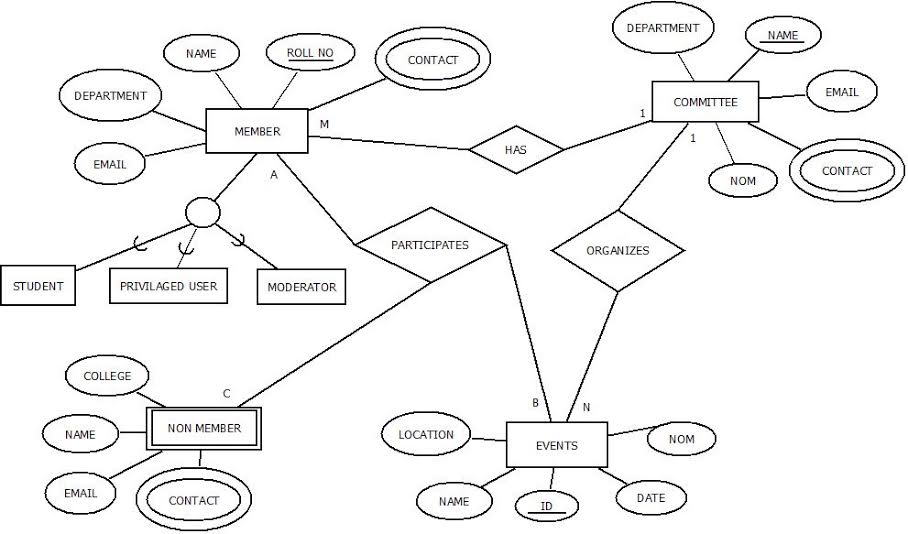 DEPARTMENT
NAME
NAME
ROLL NO
CONTACT
DEPARTMENT
COMMITTEE
EMAIL
MEMBER
M
1
1
EMAIL
HAS
CONTACT
NOM
A
PARTICIPATES
ORGANIZES
STUDENT
PRIVILAGED USER
MODERATOR
COLLEGE
C
B
N
NAME
NON MEMBER
LOCATION
EVENTS
NOM
EMAIL
CONTACT
NAME
ID
DATE